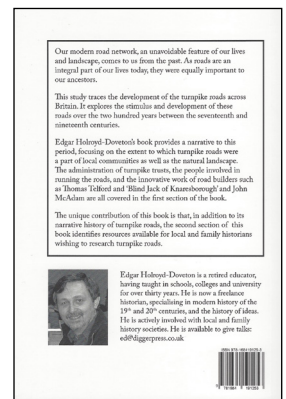 Our modern road network, an unavoidable feature of our lives
and landscape, comes to us from the past. As roads are an
integral part of our lives today, they were equally important to
our ancestors.
This study traces the development of the turnpike roads across
Britain. It explores the stimulus and development of these
roads over the two hundred years between the seventeenth and
nineteenth centuries.
Edgar Holroyd-Doveton's book provides a narrative to this
period, focusing on the extent to which turnpike roads were
a part of local communities as well as the natural landscape.
The administration of turnpike trusts, the people involved in
running the roads, and the innovative work of road builders such
as Thomas Telford and 'Blind Jack of Knaresborough' and John
McAdam are all covered in the first section of the book.
The unique contribution of this book is that, in addition to its
narrative history of turnpike roads, the second section of this
book identifies resources available for local and family historians
wishing to research turnpike roads.
Edgar Holroyd-Doveton is a retired educator,
having taught in schools, colleges and university
for over thirty years. He is now a freelance
historian, specialising in modern history of the
19th and 20th centuries, and the history of ideas.
He is actively involved with local and family
history societies. He is available to give talks:
ed@diggerpress.co.uk